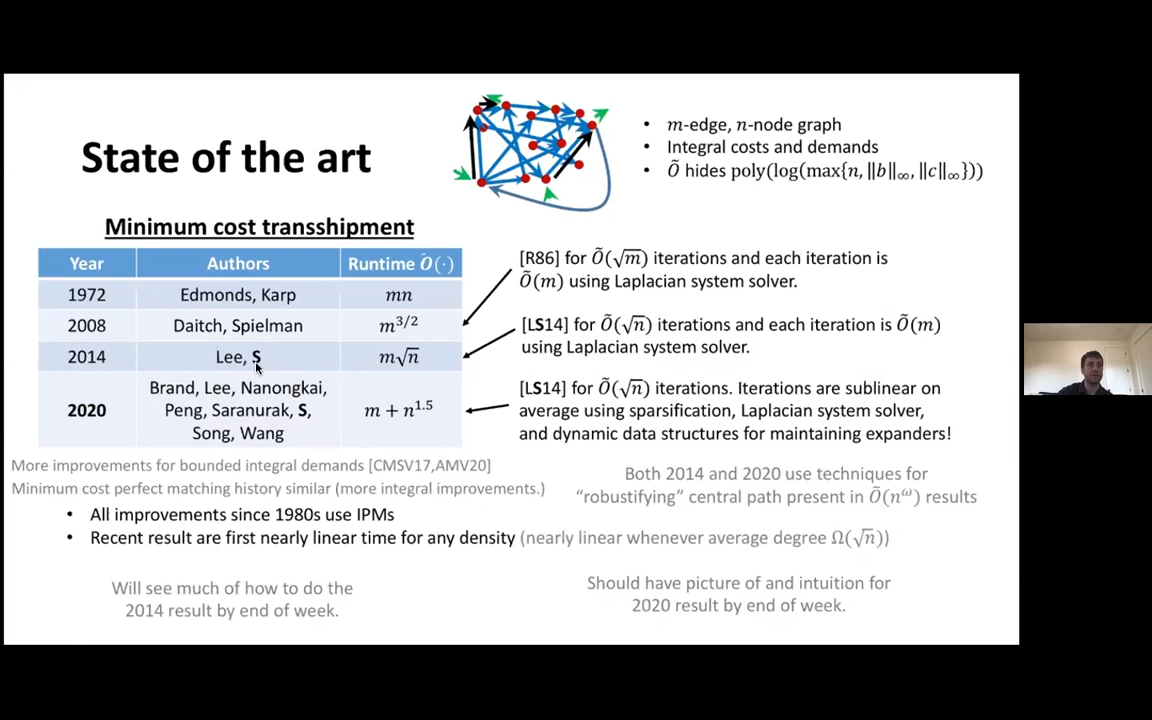 State of the art
• m-edge, n-node graph
• Integral costs and demands
• Õ hides poly(log(max{n, ‖b‖∞, ‖c‖∞}))
Minimum cost transshipment
Year Authors Runtime Õ(·)
1972 Edmonds, Karp mn
2008 Daitch, Spielman m^{3/2}
2014 Lee, S m√n
2020 Brand, Lee, Nanongkai,
Peng, Saranurak, S, m + n^{1.5}
Song, Wang
[R86] for Õ(√m) iterations and each iteration is
Õ(m) using Laplacian system solver.
[LS14] for Õ(√n) iterations and each iteration is Õ(m)
using Laplacian system solver.
[LS14] for Õ(√n) iterations. Iterations are sublinear on
average using sparsification, Laplacian system solver,
and dynamic data structures for maintaining expanders!
More improvements for bounded integral demands [CMSV17,AMV20]
Minimum cost perfect matching history similar (more integral improvements.)
Both 2014 and 2020 use techniques for
“robustifying” central path present in Õ(n^ω) results
• All improvements since 1980s use IPMs
• Recent result are first nearly linear time for any density (nearly linear whenever average degree Ω(√n))
Will see much of how to do the
2014 result by end of week.
Should have picture of and intuition for
2020 result by end of week.